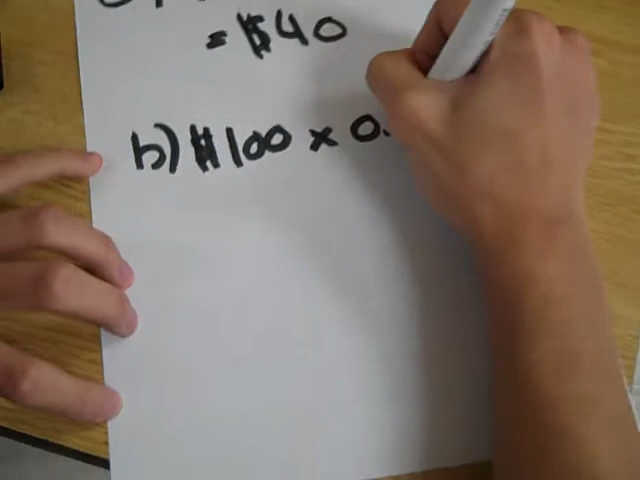 = $40
b) $100 x 0.